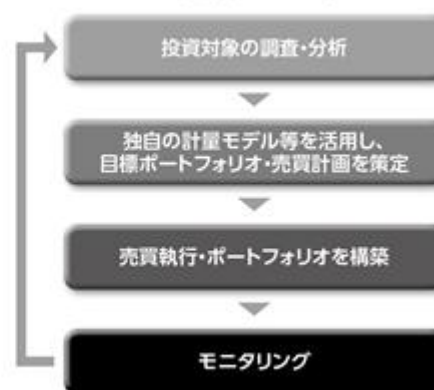 投資対象の調査・分析
独自の計量モデル等を活用し、
目標ポートフォリオ・売買計画を策定
売買執行・ポートフォリオを構築
モニタリング